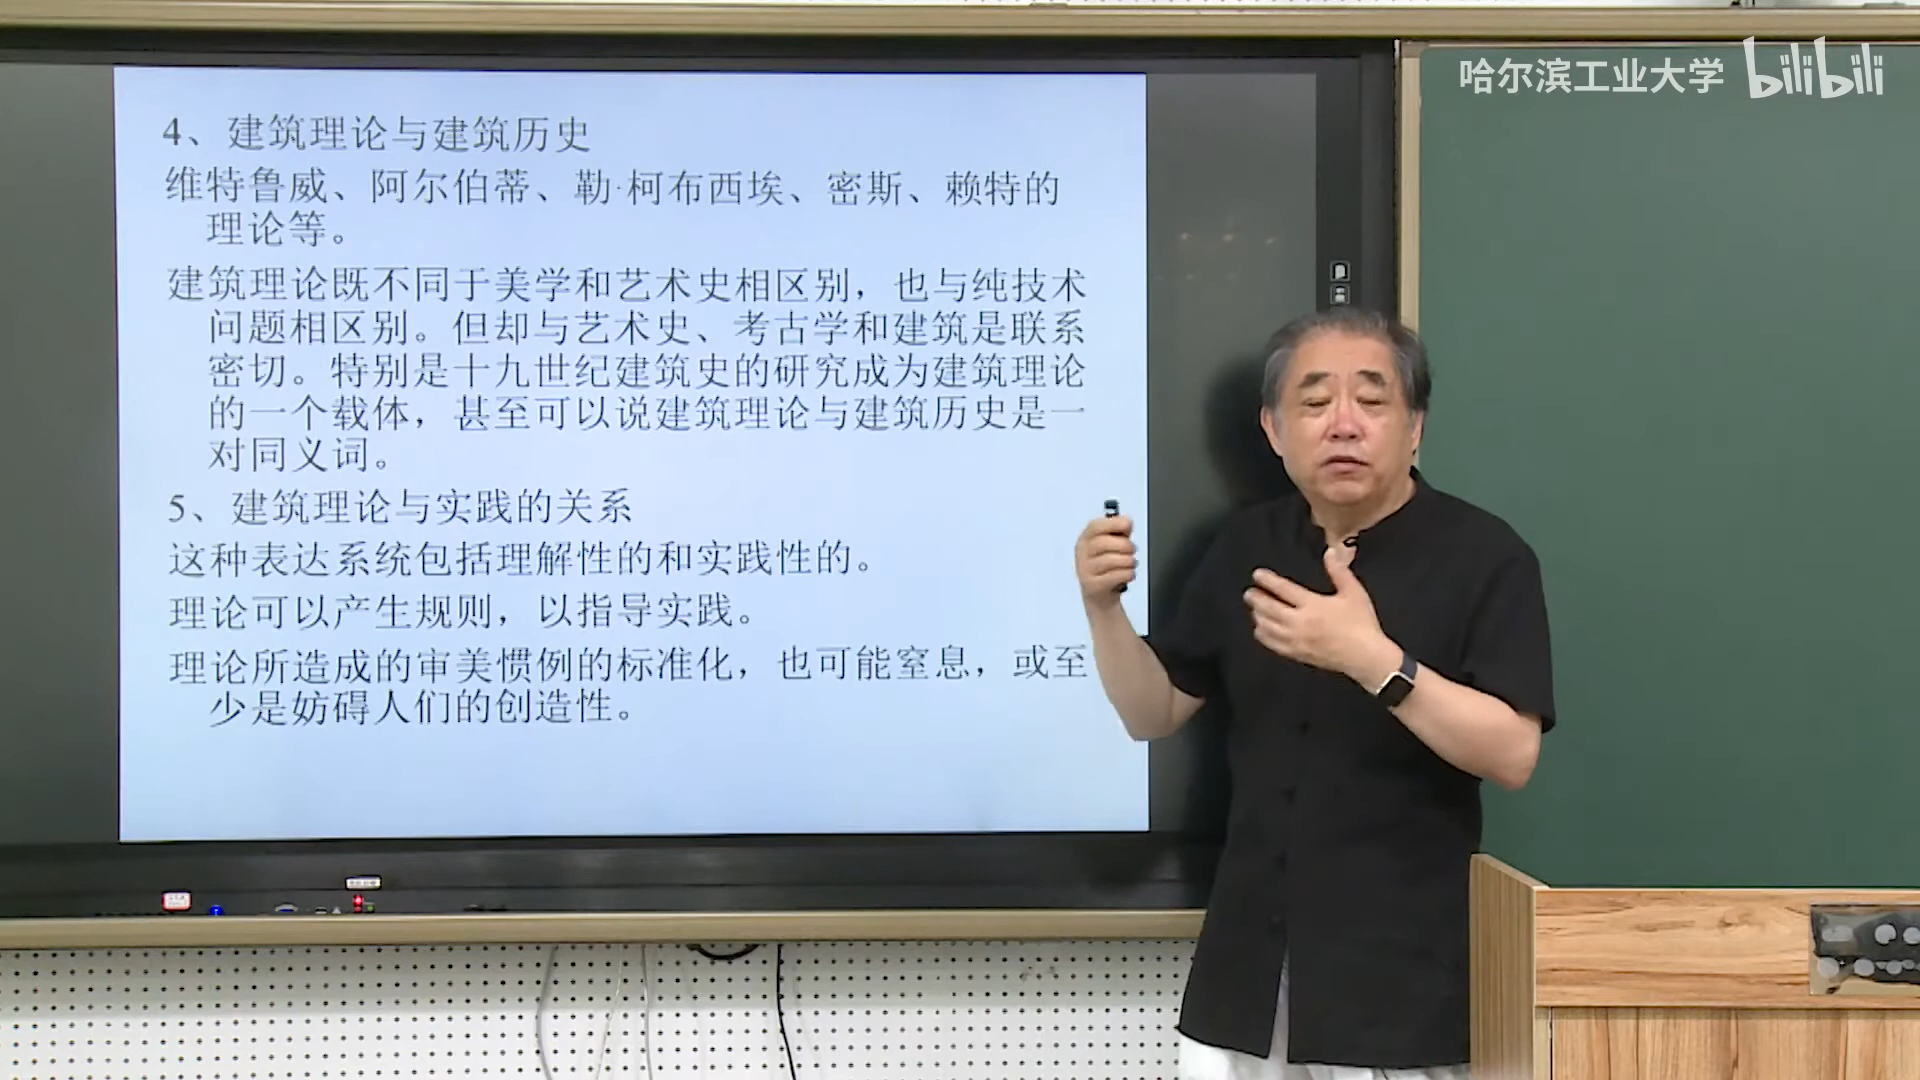 哈尔滨工业大学 bilibili
4、建筑理论与建筑历史
维特鲁威、阿尔伯蒂、勒·柯布西埃、密斯、赖特的
理论等。
建筑理论既不同于美学和艺术史相区别，也与纯技术
问题相区别。但却与艺术史、考古学和建筑是联系
密切。特别是十九世纪建筑史的研究成为建筑理论
的一个载体，甚至可以说建筑理论与建筑历史是一
对同义词。
5、建筑理论与实践的关系
这种表达系统包括理解性的和实践性的。
理论可以产生规则，以指导实践。
理论所造成的审美惯例的标准化，也可能窒息，或至
少是妨碍人们的创造性。